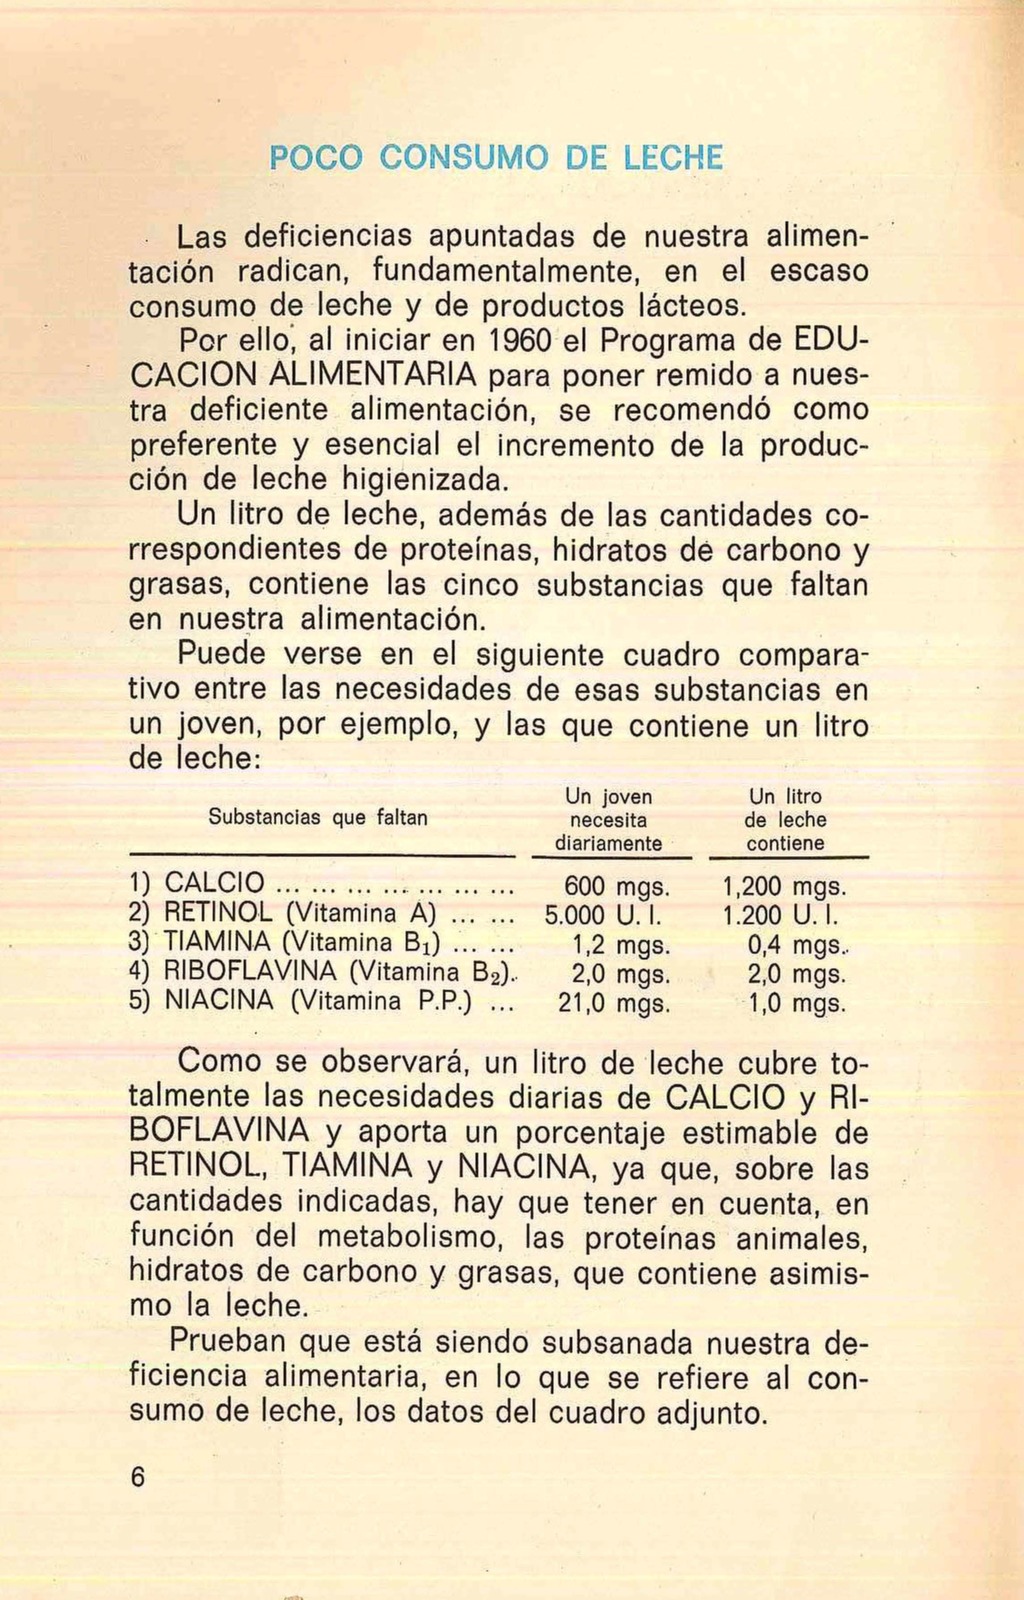 POCO CONSUMO DE LECHE
Las deficiencias apuntadas de nuestra alimen-
tación radican, fundamentalmente, en el escaso
consumo de leche y de productos lácteos.
Por ello, al iniciar en 1960 el Programa de EDU-
CACION ALIMENTARIA para poner remido a nues-
tra deficiente alimentación, se recomendó como
preferente y esencial el incremento de la produc-
ción de leche higienizada.
Un litro de leche, además de las cantidades co-
rrespondientes de proteínas, hidratos de carbono y
grasas, contiene las cinco substancias que faltan
en nuestra alimentación.
Puede verse en el siguiente cuadro compara-
tivo entre las necesidades de esas substancias en
un joven, por ejemplo, y las que contiene un litro
de leche:
Substancias que faltan
Un joven
necesita
diariamente
Un litro
de leche
contiene
1) CALCIO ... ... ... ... ... ... ... 600 mgs. 1,200 mgs.
2) RETINOL (Vitamina A) ... ... 5.000 U. I. 1.200 U. I.
3) TIAMINA (Vitamina B₁) ... ... 1,2 mgs. 0,4 mgs.
4) RIBOFLAVINA (Vitamina B₂). 2,0 mgs. 2,0 mgs.
5) NIACINA (Vitamina P.P.) ... 21,0 mgs. 1,0 mgs.
Como se observará, un litro de leche cubre to-
talmente las necesidades diarias de CALCIO y RI-
BOFLAVINA y aporta un porcentaje estimable de
RETINOL, TIAMINA y NIACINA, ya que, sobre las
cantidades indicadas, hay que tener en cuenta, en
función del metabolismo, las proteínas animales,
hidratos de carbono y grasas, que contiene asimis-
mo la leche.
Prueban que está siendo subsanada nuestra de-
ficiencia alimentaria, en lo que se refiere al con-
sumo de leche, los datos del cuadro adjunto.
6